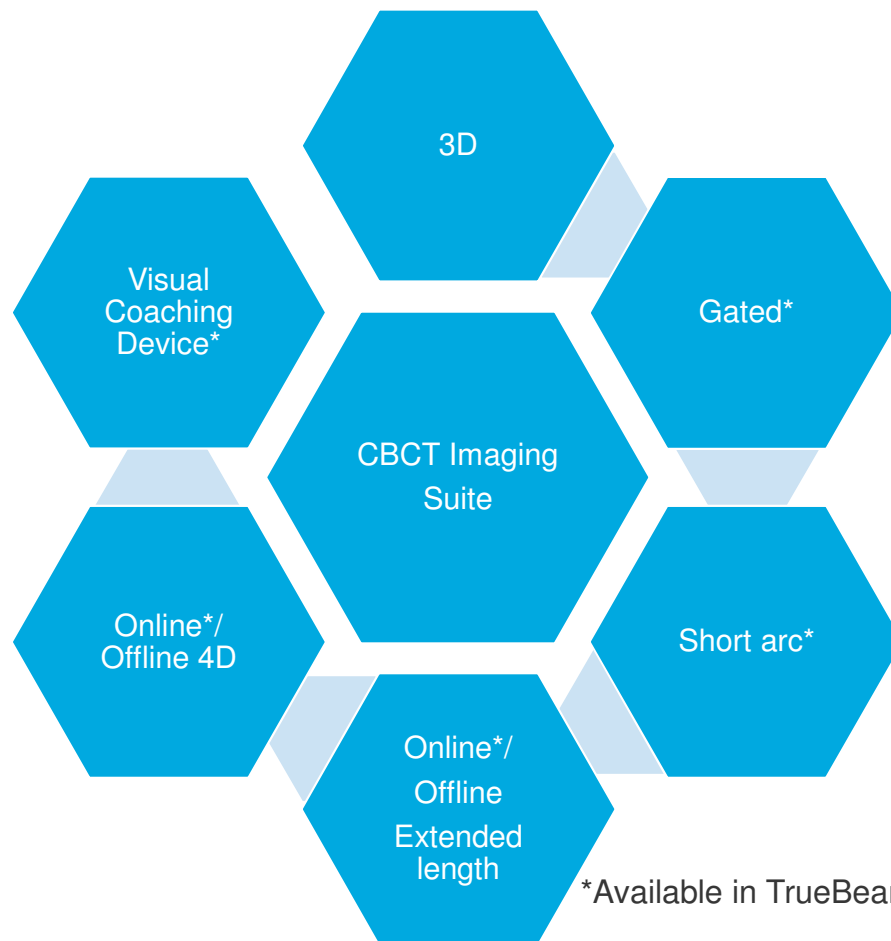 3D
Visual
Coaching
Device*
Gated*
CBCT Imaging
Suite
Online*/
Offline 4D
Short arc*
Online*/
Offline
Extended
length
*Available in